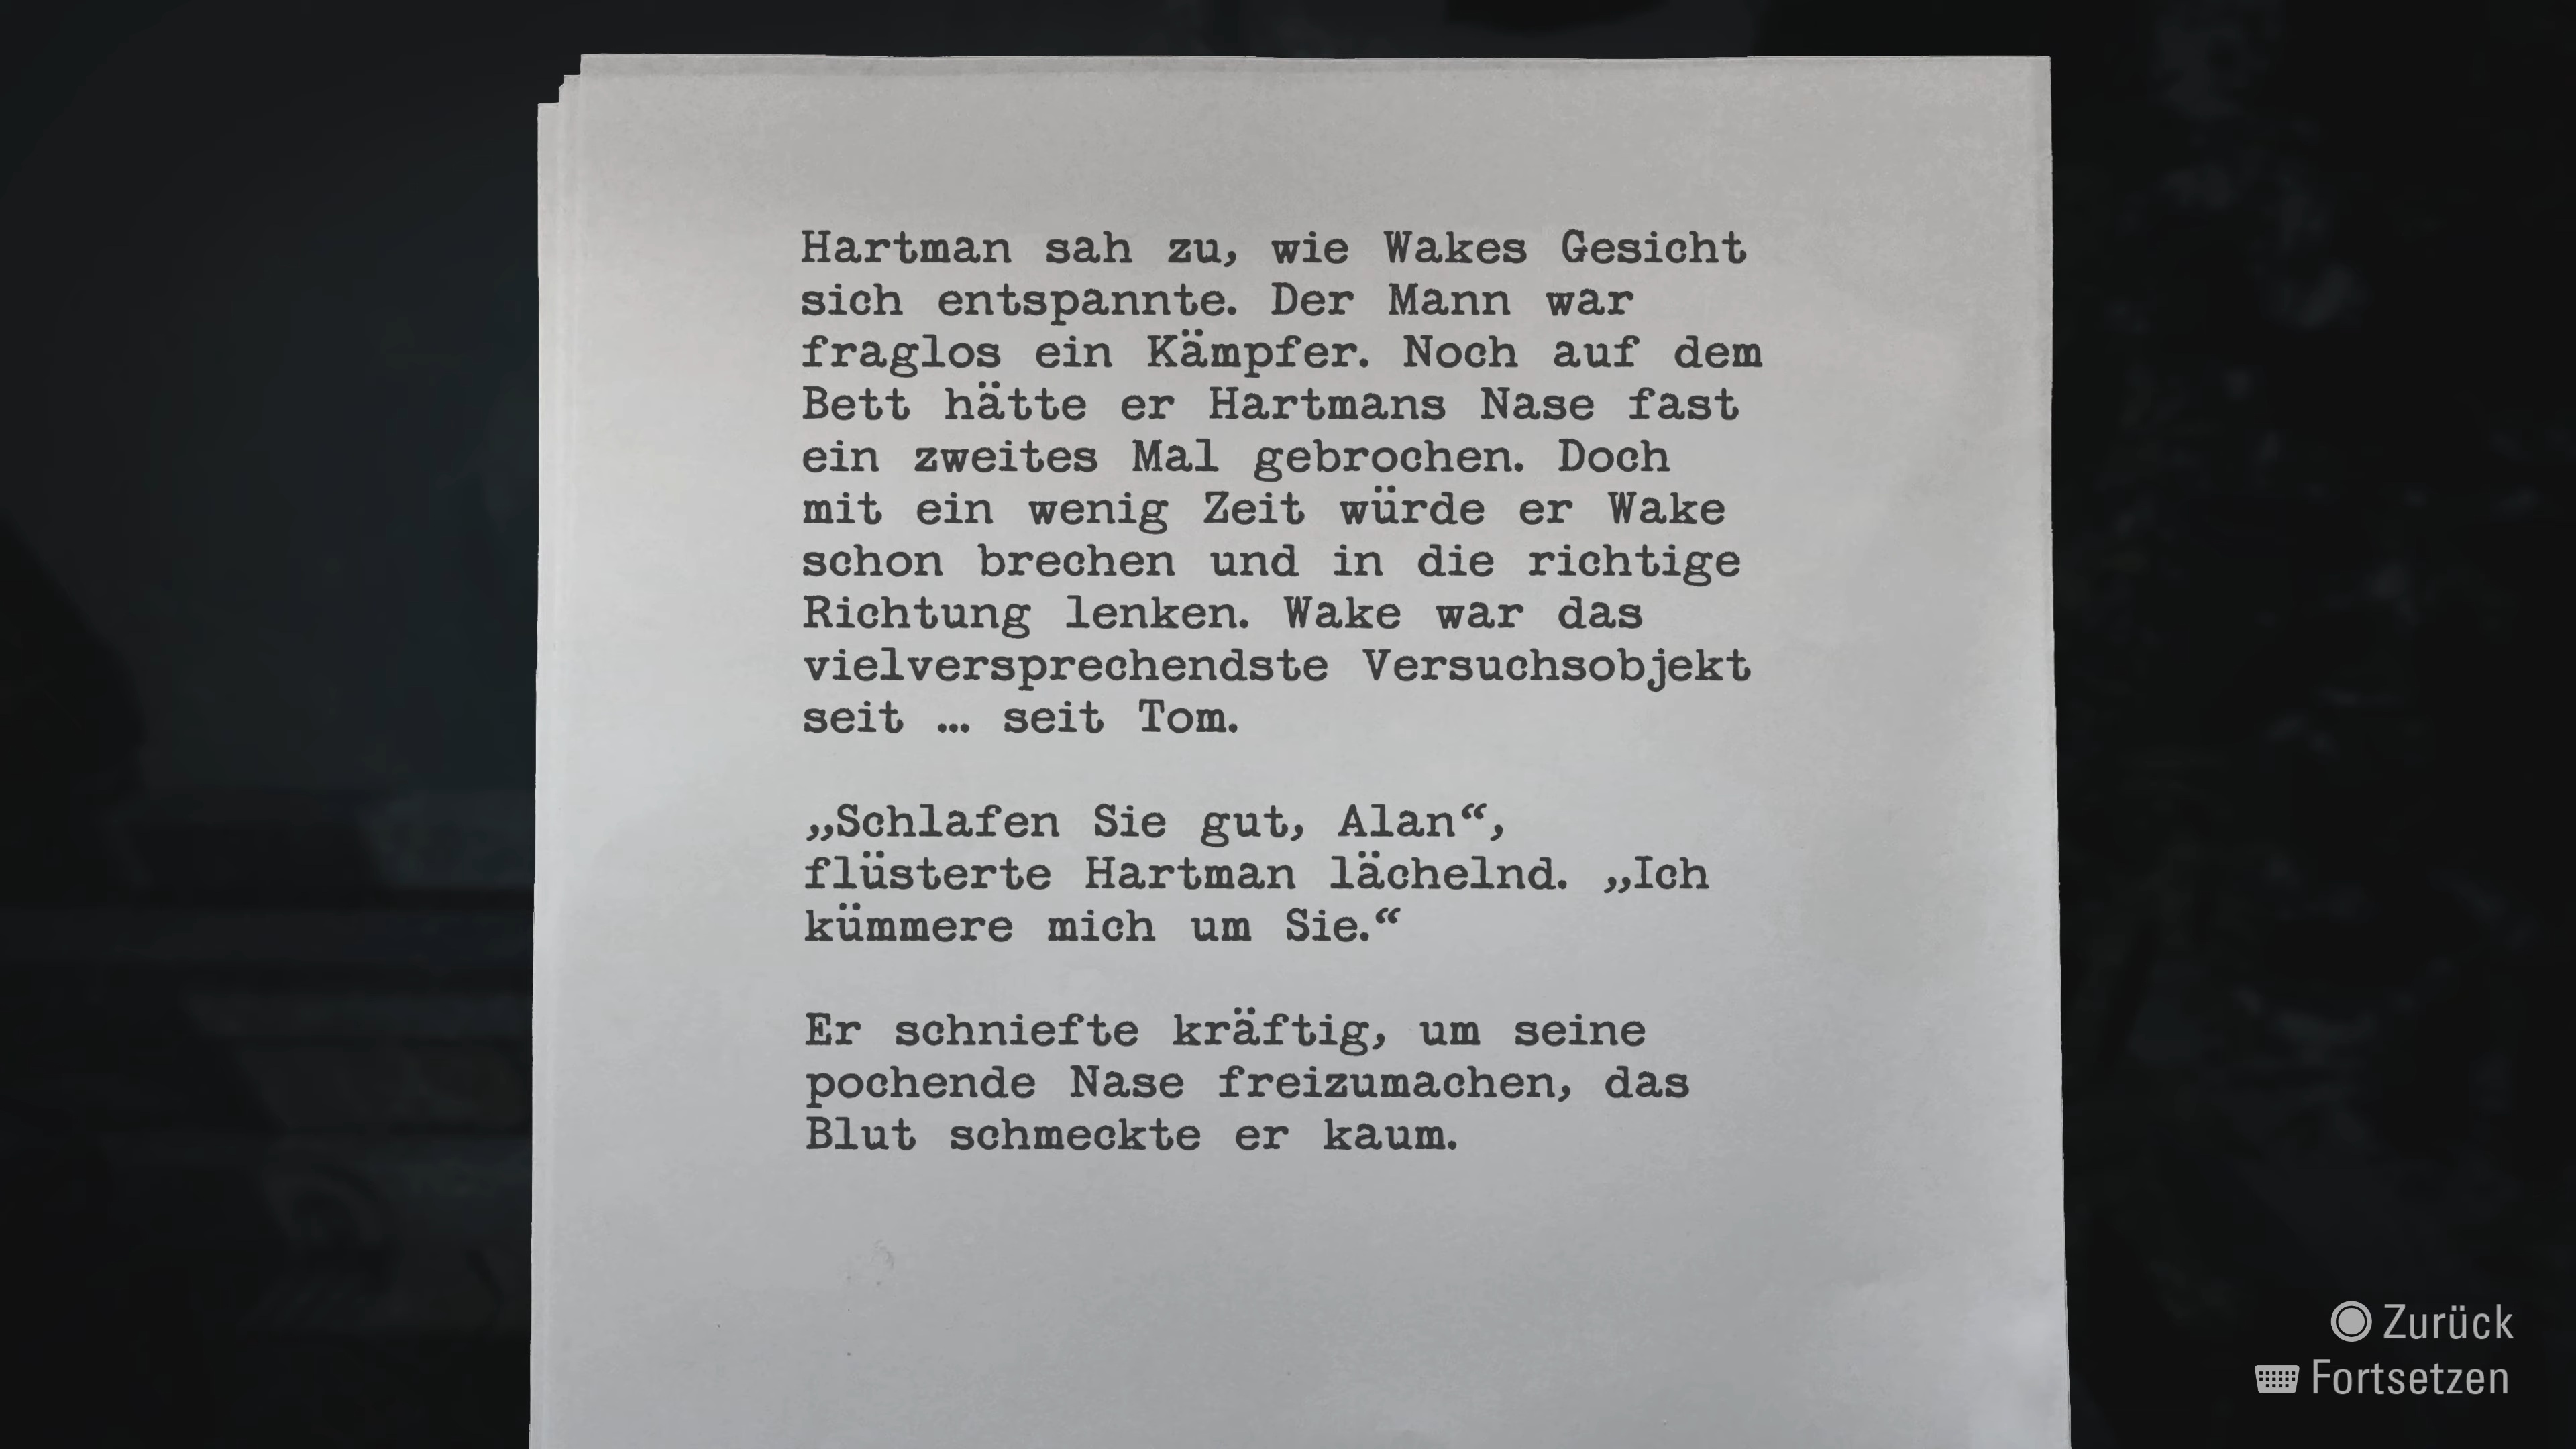 Hartman sah zu, wie Wakes Gesicht
sich entspannte. Der Mann war
fraglos ein Kämpfer. Noch auf dem
Bett hätte er Hartmans Nase fast
ein zweites Mal gebrochen. Doch
mit ein wenig Zeit würde er Wake
schon brechen und in die richtige
Richtung lenken. Wake war das
vielversprechendste Versuchsobjekt
seit … seit Tom.
„Schlafen Sie gut, Alan“,
flüsterte Hartman lächelnd. „Ich
kümmere mich um Sie.“
Er schniefte kräftig, um seine
pochende Nase freizumachen, das
Blut schmeckte er kaum.
Zurück
Fortsetzen